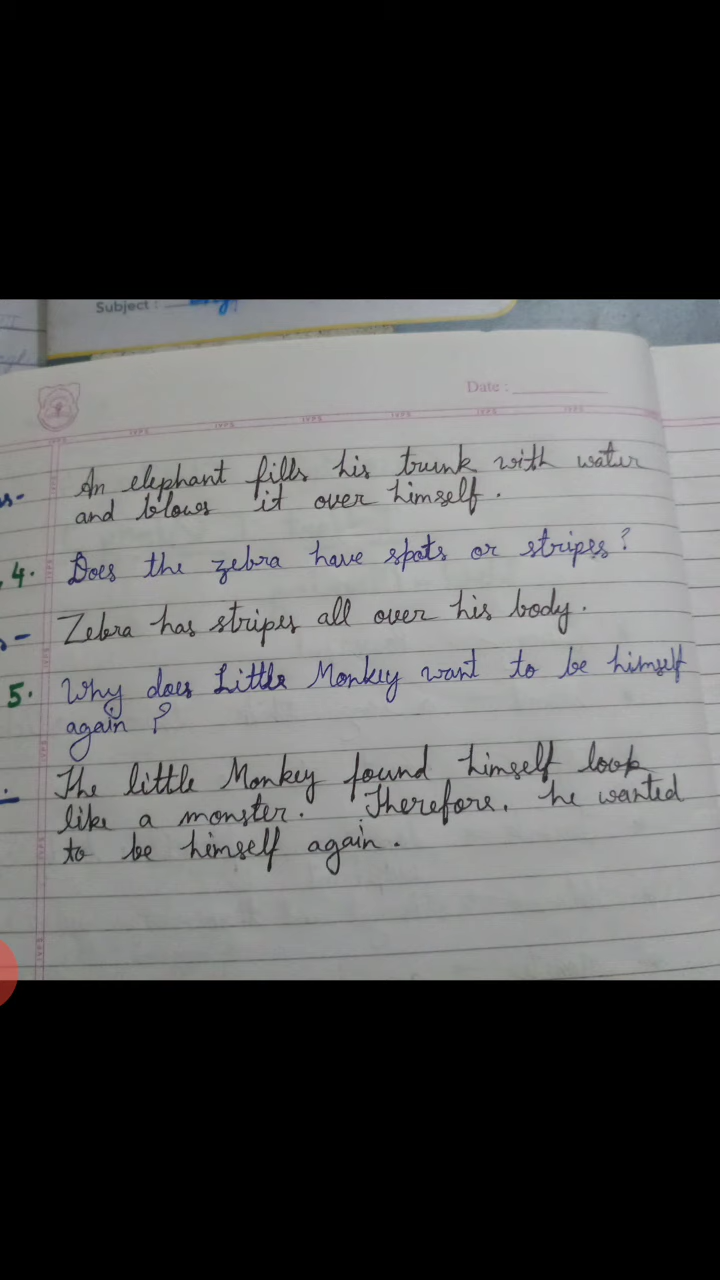 Subject :
Date :
An elephant fills his trunk with water
and blows it over himself.
4. Does the zebra have spots or stripes?
Zebra has stripes all over his body.
5. Why does Little Monkey want to be himself
again ?
The little Monkey found himself look
like a monster. Therefore, he wanted
to be himself again.